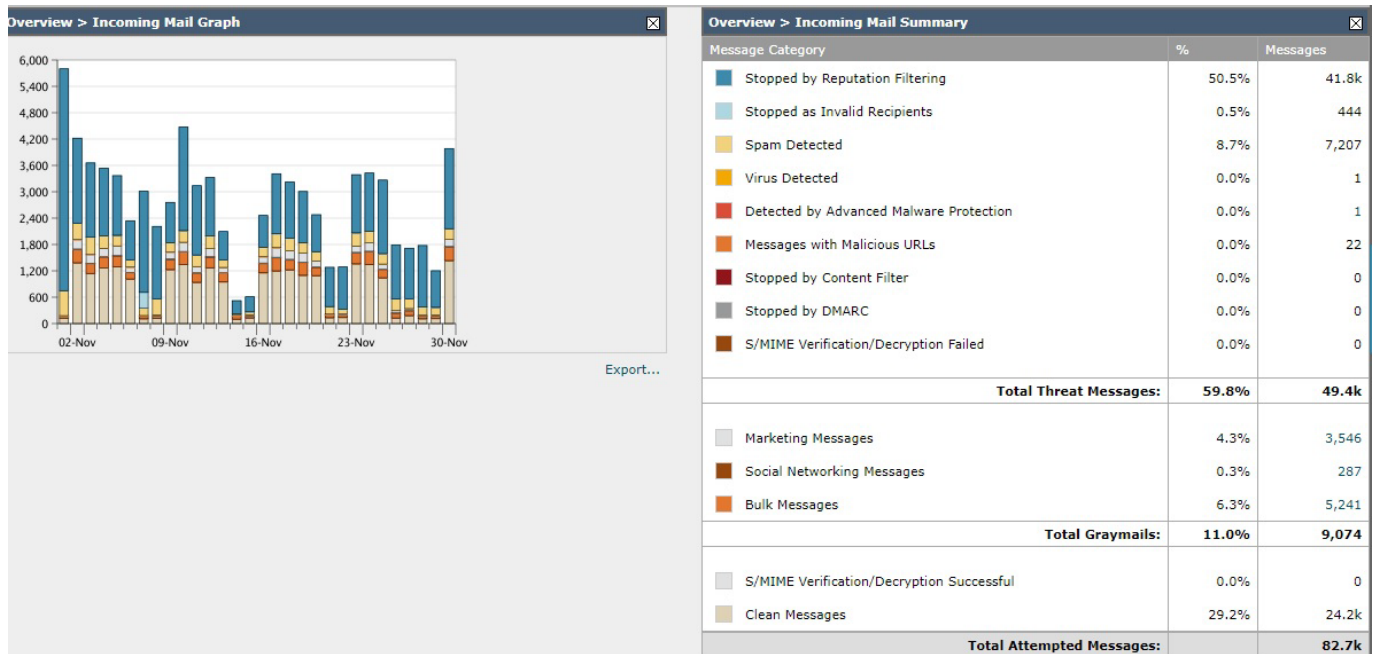 Overview > Incoming Mail Graph
6,000
5,400
4,800
4,200
3,600
3,000
2,400
1,800
1,200
600
0
02-Nov 09-Nov 16-Nov 23-Nov 30-Nov
Export...
Overview > Incoming Mail Summary
Message Category % Messages
Stopped by Reputation Filtering 50.5% 41.8k
Stopped as Invalid Recipients 0.5% 444
Spam Detected 8.7% 7,207
Virus Detected 0.0% 1
Detected by Advanced Malware Protection 0.0% 1
Messages with Malicious URLs 0.0% 22
Stopped by Content Filter 0.0% 0
Stopped by DMARC 0.0% 0
S/MIME Verification/Decryption Failed 0.0% 0
Total Threat Messages: 59.8% 49.4k
Marketing Messages 4.3% 3,546
Social Networking Messages 0.3% 287
Bulk Messages 6.3% 5,241
Total Graymails: 11.0% 9,074
S/MIME Verification/Decryption Successful 0.0% 0
Clean Messages 29.2% 24.2k
Total Attempted Messages: 82.7k